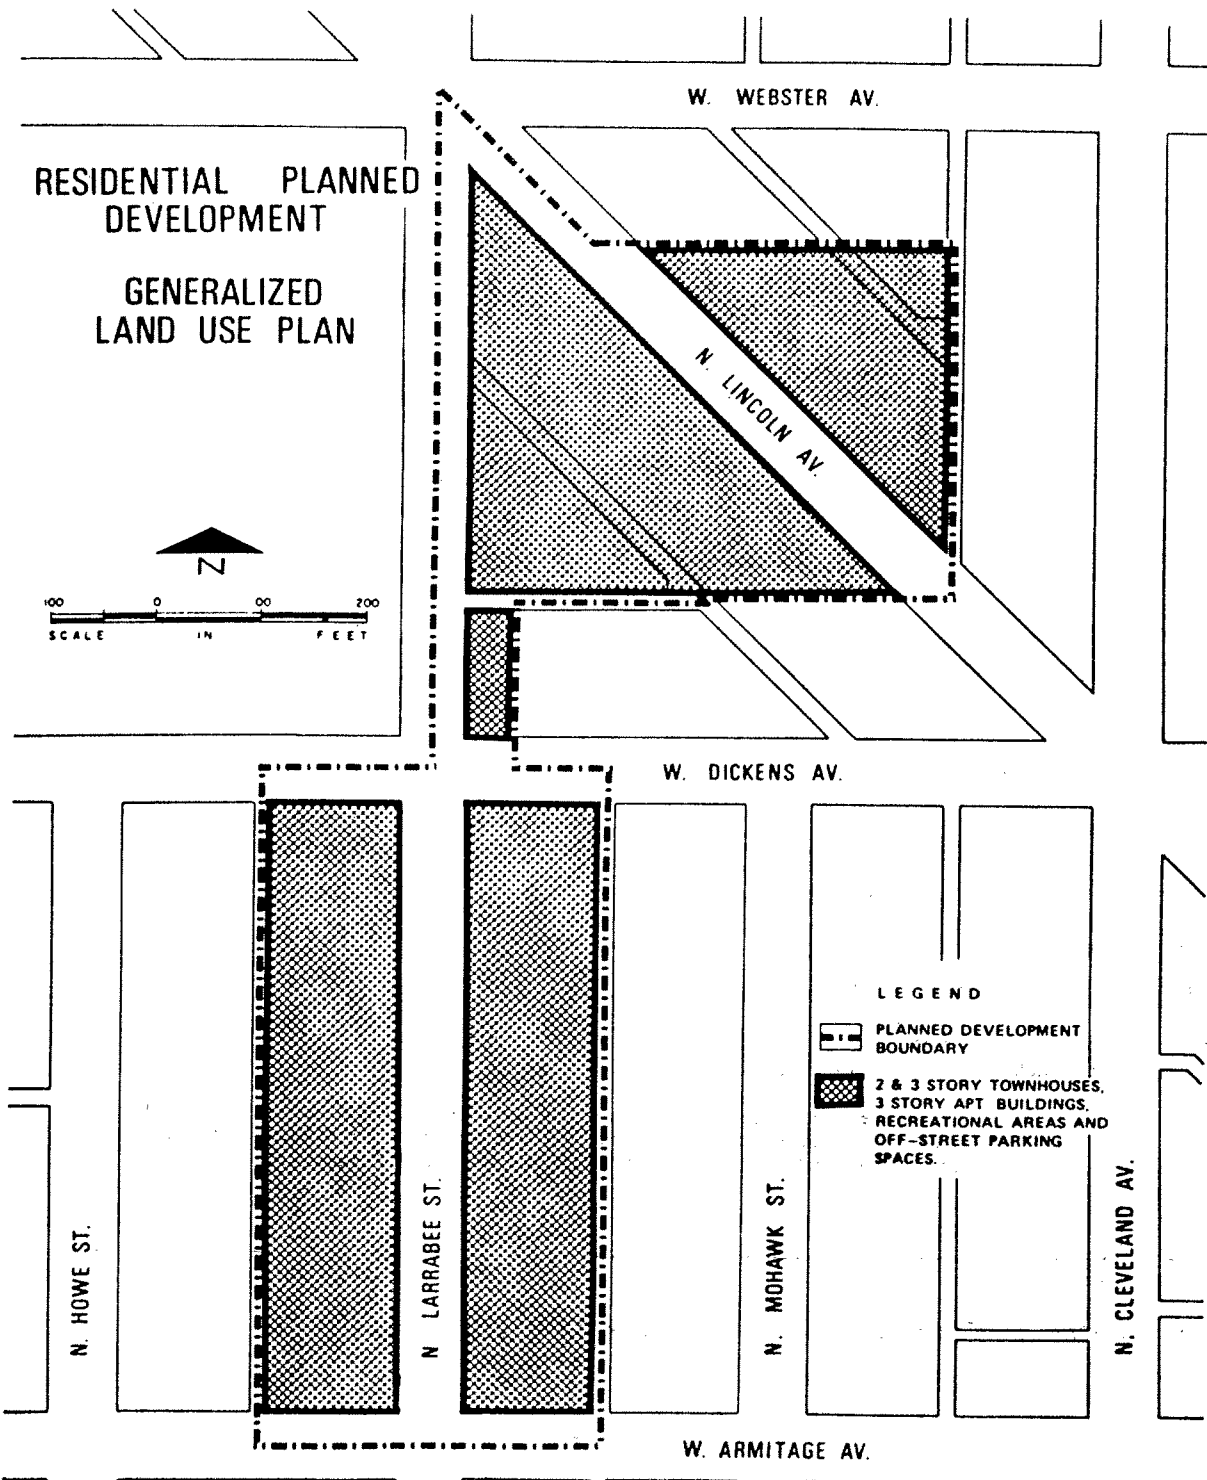 W. WEBSTER AV.
RESIDENTIAL PLANNED
DEVELOPMENT
GENERALIZED
LAND USE PLAN
N. LINCOLN AV.
N
100 0 00 200
SCALE IN FEET
W. DICKENS AV.
LEGEND
PLANNED DEVELOPMENT
BOUNDARY
2 & 3 STORY TOWNHOUSES,
3 STORY APT BUILDINGS,
RECREATIONAL AREAS AND
OFF-STREET PARKING
SPACES.
N. HOWE ST.
N LARRABEE ST.
N. MOHAWK ST.
N. CLEVELAND AV.
W. ARMITAGE AV.